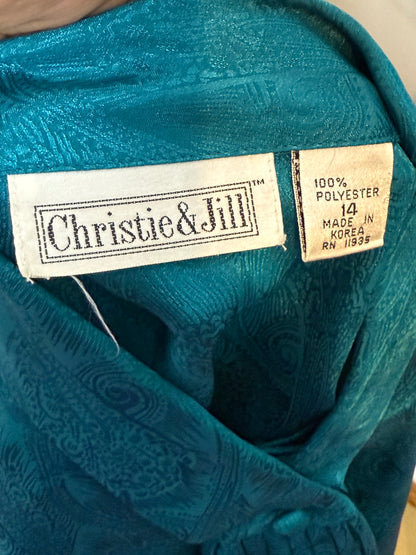 Christie&Jill™
100%
POLYESTER
14
MADE IN
KOREA
RN 11935